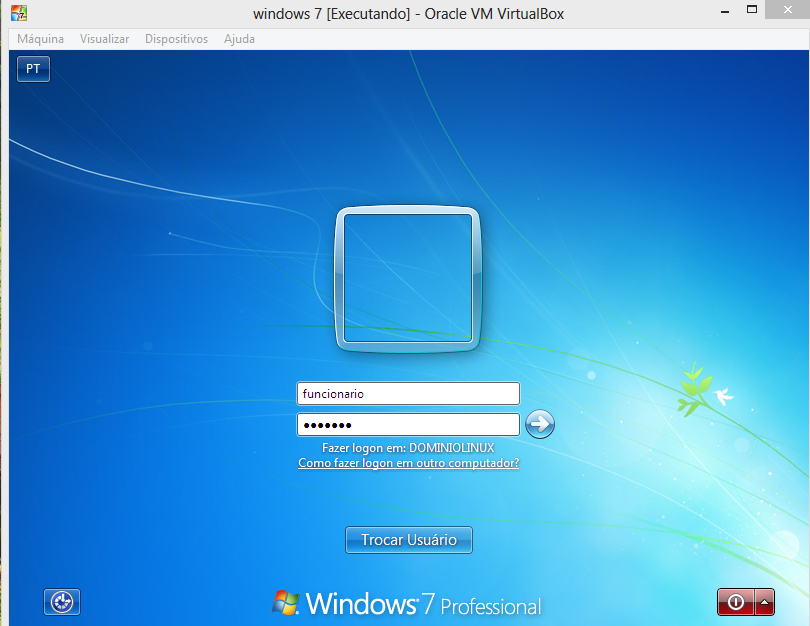 windows 7 [Executando] - Oracle VM VirtualBox
Máquina Visualizar Dispositivos Ajuda
PT
funcionario
•••••••
Fazer logon em: DOMINIOLINUX
Como fazer logon em outro computador?
Trocar Usuário
Windows 7 Professional